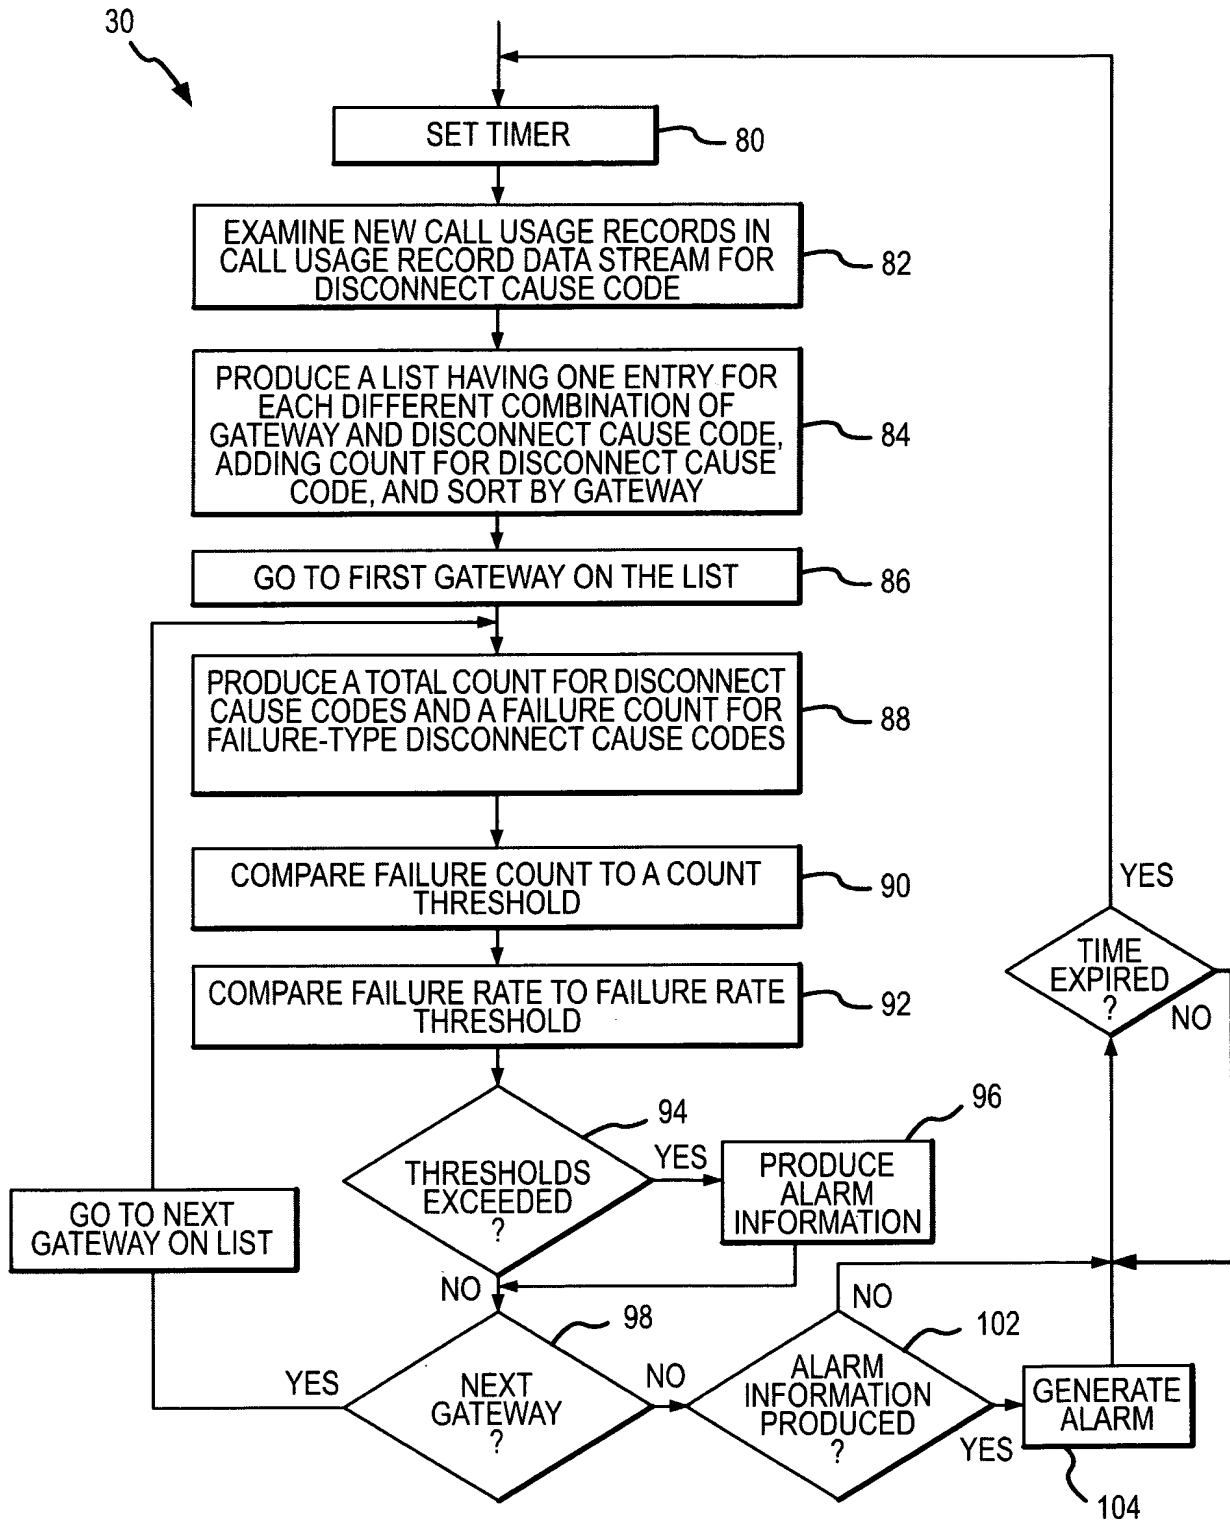 30
SET TIMER
80
EXAMINE NEW CALL USAGE RECORDS IN
CALL USAGE RECORD DATA STREAM FOR
DISCONNECT CAUSE CODE
82
PRODUCE A LIST HAVING ONE ENTRY FOR
EACH DIFFERENT COMBINATION OF
GATEWAY AND DISCONNECT CAUSE CODE,
ADDING COUNT FOR DISCONNECT CAUSE
CODE, AND SORT BY GATEWAY
84
GO TO FIRST GATEWAY ON THE LIST
86
PRODUCE A TOTAL COUNT FOR DISCONNECT
CAUSE CODES AND A FAILURE COUNT FOR
FAILURE-TYPE DISCONNECT CAUSE CODES
88
COMPARE FAILURE COUNT TO A COUNT
THRESHOLD
90
COMPARE FAILURE RATE TO FAILURE RATE
THRESHOLD
92
THRESHOLDS
EXCEEDED
?
94
YES
NO
PRODUCE
ALARM
INFORMATION
96
GO TO NEXT
GATEWAY ON LIST
NEXT
GATEWAY
?
98
YES
NO
ALARM
INFORMATION
PRODUCED
?
102
NO
YES
GENERATE
ALARM
104
TIME
EXPIRED
?
YES
NO